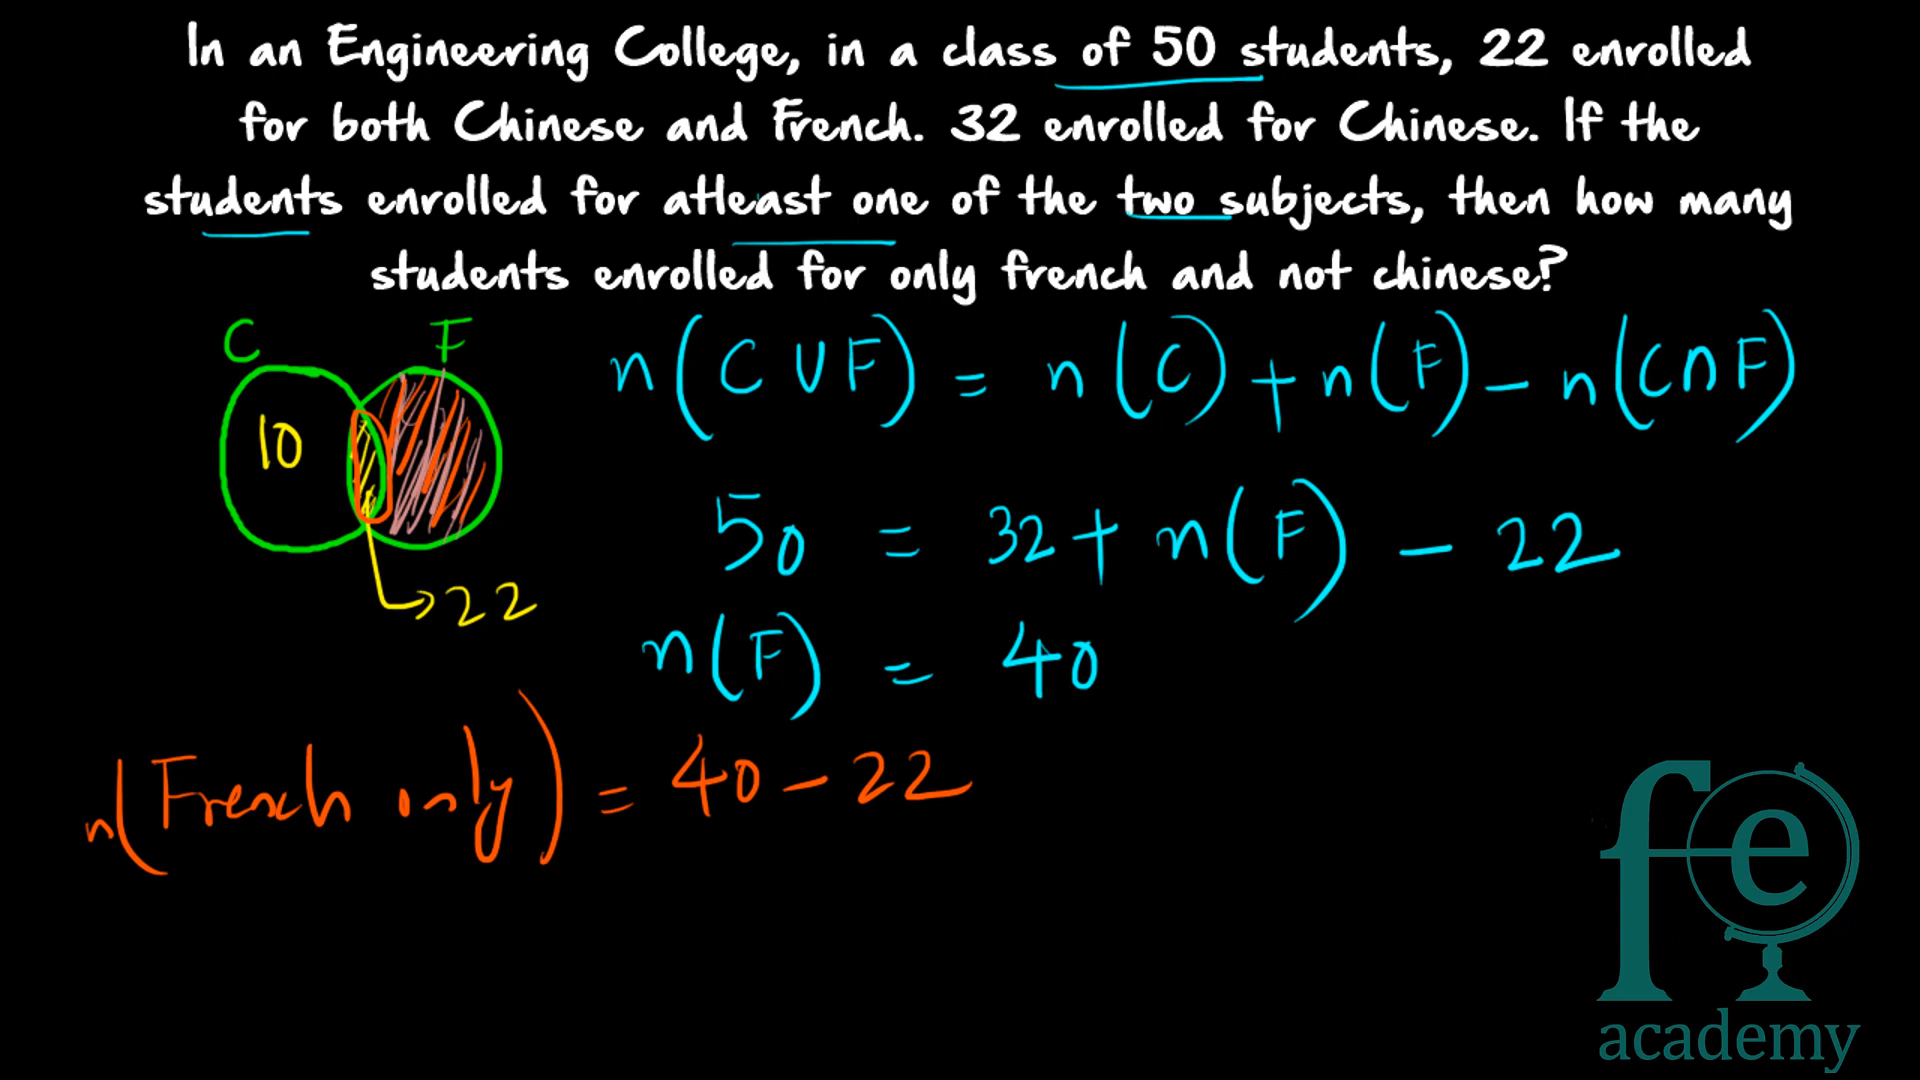 In an Engineering College, in a class of 50 students, 22 enrolled
for both Chinese and French. 32 enrolled for Chinese. If the
students enrolled for atleast one of the two subjects, then how many
students enrolled for only french and not chinese?
C F
n(C ∪ F) = n(C) + n(F) - n(C ∩ F)
10
50 = 32 + n(F) - 22
22
n(F) = 40
n(French only) = 40 - 22
fe
academy